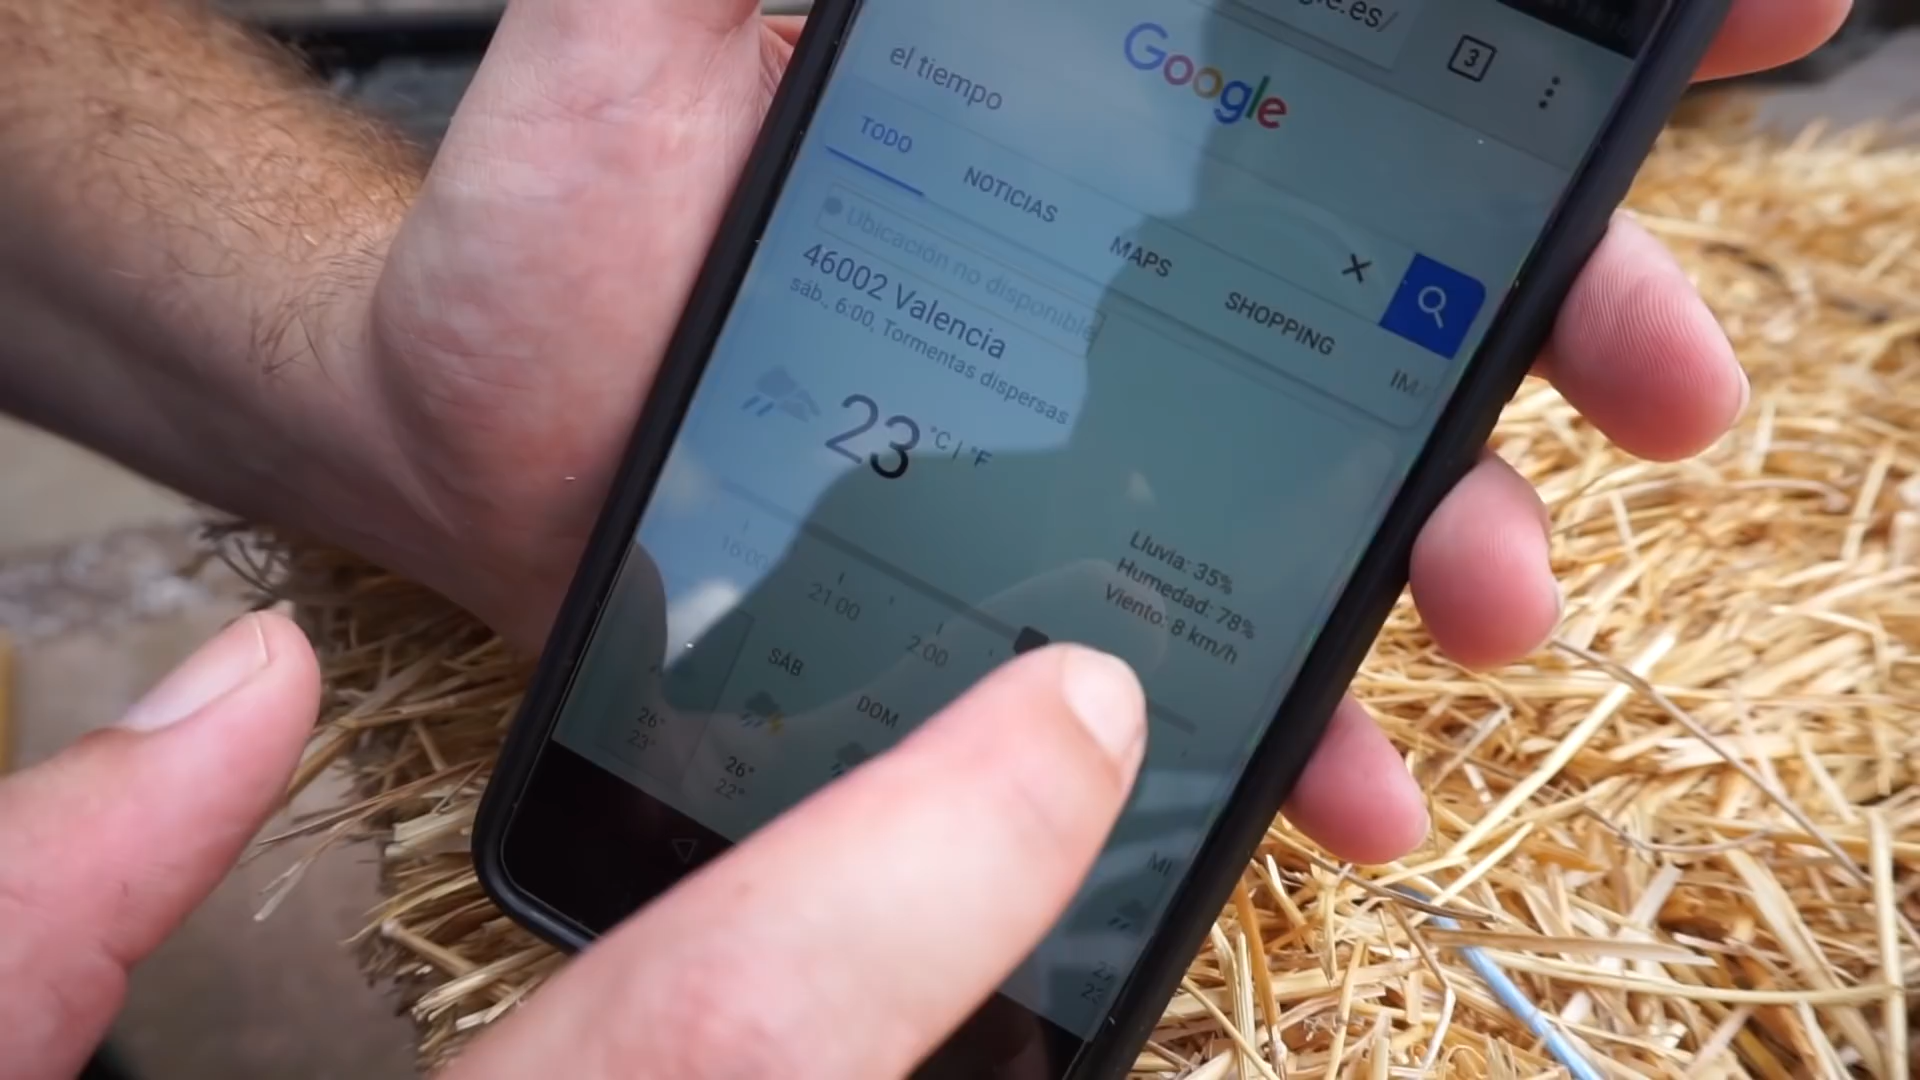 gle.es/
3
Google
el tiempo
TODO
NOTICIAS
MAPS
SHOPPING
Ubicación no disponible
46002 Valencia
sáb., 6:00, Tormentas dispersas
23 °C | °F
Lluvia: 35%
Humedad: 78%
Viento: 8 km/h
16:00
21:00
2:00
SÁB
DOM
26°
23°
26°
22°